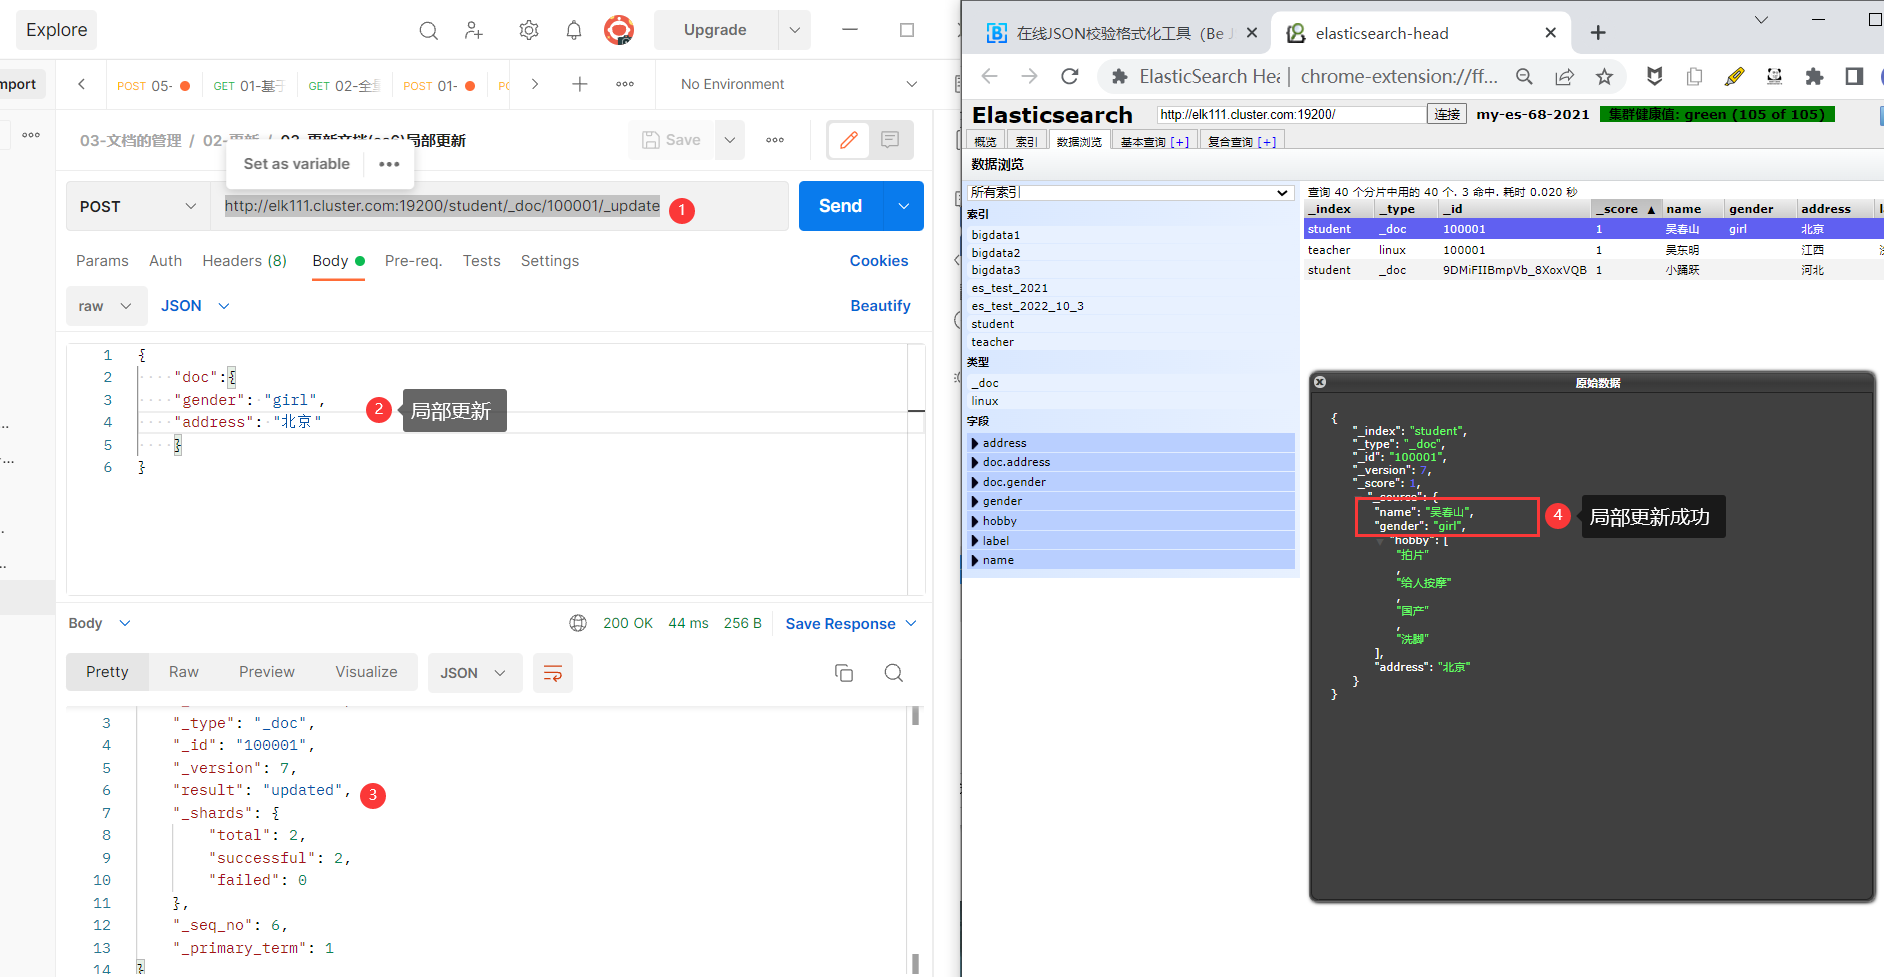 Explore
Upgrade
mport
POST 05-
GET 01-基于
GET 02-全量
POST 01-
No Environment
03-文档的管理 / 02-更新 / 02-更新文档(es6)局部更新
Save
Set as variable
POST
http://elk111.cluster.com:19200/student/_doc/100001/_update
1
Send
Params
Auth
Headers (8)
Body
Pre-req.
Tests
Settings
Cookies
raw
JSON
Beautify
1 {
2 "doc":{
3 "gender": "girl",
4 "address": "北京"
5 }
6 }
2
局部更新
Body
200 OK
44 ms
256 B
Save Response
Pretty
Raw
Preview
Visualize
JSON
3 "_type": "_doc",
4 "_id": "100001",
5 "_version": 7,
6 "result": "updated",
3
7 "_shards": {
8 "total": 2,
9 "successful": 2,
10 "failed": 0
11 },
12 "_seq_no": 6,
13 "_primary_term": 1
14 }
在线JSON校验格式化工具（Be J
elasticsearch-head
ElasticSearch Hea
chrome-extension://ff...
Elasticsearch
http://elk111.cluster.com:19200/
连接
my-es-68-2021
集群健康值: green (105 of 105)
概览
索引
数据浏览
基本查询 [+]
复合查询 [+]
数据浏览
所有索引
索引
bigdata1
bigdata2
bigdata3
es_test_2021
es_test_2022_10_3
student
teacher
类型
_doc
linux
字段
address
doc.address
doc.gender
gender
hobby
label
name
查询 40 个分片中用的 40 个. 3 命中. 耗时 0.020 秒
_index _type _id _score ▲ name gender address
student _doc 100001 1 吴春山 girl 北京
teacher linux 100001 1 吴东明 江西
student _doc 9DMiFIIBmpVb_8XoxVQB 1 小踊跃 河北
原始数据
{
"_index": "student",
"_type": "_doc",
"_id": "100001",
"_version": 7,
"_score": 1,
"_source": {
"name": "吴春山",
"gender": "girl",
4
局部更新成功
"hobby": [
"拍片"
,
"给人按摩"
,
"国产"
,
"洗脚"
],
"address": "北京"
}
}